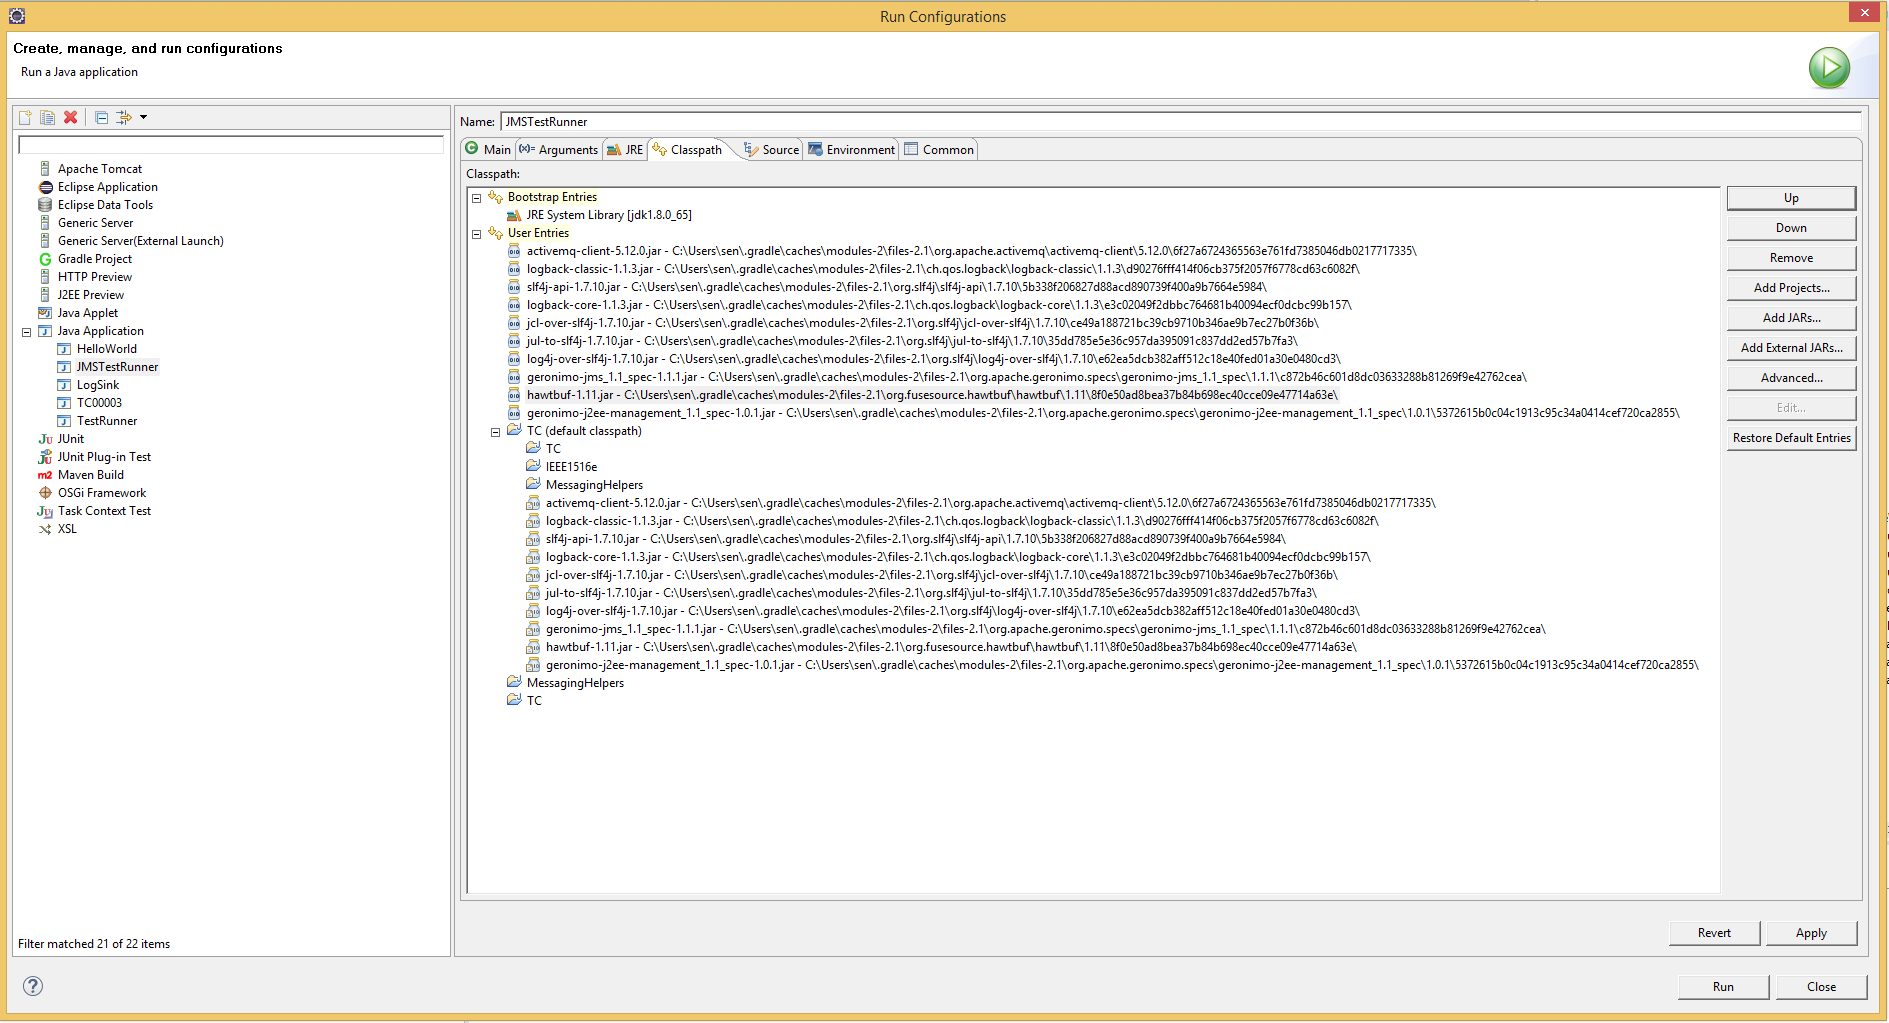 Run Configurations
Create, manage, and run configurations
Run a Java application
Apache Tomcat
Eclipse Application
Eclipse Data Tools
Generic Server
Generic Server(External Launch)
Gradle Project
HTTP Preview
J2EE Preview
Java Applet
Java Application
HelloWorld
JMSTestRunner
LogSink
TC00003
TestRunner
JUnit
JUnit Plug-in Test
Maven Build
OSGi Framework
Task Context Test
XSL
Filter matched 21 of 22 items
Name: JMSTestRunner
Main Arguments JRE Classpath Source Environment Common
Classpath:
Bootstrap Entries
JRE System Library [jdk1.8.0_65]
User Entries
activemq-client-5.12.0.jar - C:\Users\sen\.gradle\caches\modules-2\files-2.1\org.apache.activemq\activemq-client\5.12.0\6f27a6724365563e761fd7385046db0217717335\
logback-classic-1.1.3.jar - C:\Users\sen\.gradle\caches\modules-2\files-2.1\ch.qos.logback\logback-classic\1.1.3\d90276fff414f06cb375f2057f6778cd63c6082f\
slf4j-api-1.7.10.jar - C:\Users\sen\.gradle\caches\modules-2\files-2.1\org.slf4j\slf4j-api\1.7.10\5b338f206827d88acd890739f400a9b7664e5984\
logback-core-1.1.3.jar - C:\Users\sen\.gradle\caches\modules-2\files-2.1\ch.qos.logback\logback-core\1.1.3\e3c02049f2dbbc764681b40094ecf0dcbc99b157\
jcl-over-slf4j-1.7.10.jar - C:\Users\sen\.gradle\caches\modules-2\files-2.1\org.slf4j\jcl-over-slf4j\1.7.10\ce49a188721bc39cb9710b346ae9b7ec27b0f36b\
jul-to-slf4j-1.7.10.jar - C:\Users\sen\.gradle\caches\modules-2\files-2.1\org.slf4j\jul-to-slf4j\1.7.10\35dd785e5e36c957da395091c837dd2ed57b7fa3\
log4j-over-slf4j-1.7.10.jar - C:\Users\sen\.gradle\caches\modules-2\files-2.1\org.slf4j\log4j-over-slf4j\1.7.10\e62ea5dcb382aff512c18e40fed01a30e0480cd3\
geronimo-jms_1.1_spec-1.1.1.jar - C:\Users\sen\.gradle\caches\modules-2\files-2.1\org.apache.geronimo.specs\geronimo-jms_1.1_spec\1.1.1\c872b46c601d8dc03633288b81269f9e42762cea\
hawtbuf-1.11.jar - C:\Users\sen\.gradle\caches\modules-2\files-2.1\org.fusesource.hawtbuf\hawtbuf\1.11\8f0e50ad8bea37b84b698ec40cce09e47714a63e\
geronimo-j2ee-management_1.1_spec-1.0.1.jar - C:\Users\sen\.gradle\caches\modules-2\files-2.1\org.apache.geronimo.specs\geronimo-j2ee-management_1.1_spec\1.0.1\5372615b0c04c1913c95c34a0414cef720ca2855\
TC (default classpath)
TC
IEEE1516e
MessagingHelpers
activemq-client-5.12.0.jar - C:\Users\sen\.gradle\caches\modules-2\files-2.1\org.apache.activemq\activemq-client\5.12.0\6f27a6724365563e761fd7385046db0217717335\
logback-classic-1.1.3.jar - C:\Users\sen\.gradle\caches\modules-2\files-2.1\ch.qos.logback\logback-classic\1.1.3\d90276fff414f06cb375f2057f6778cd63c6082f\
slf4j-api-1.7.10.jar - C:\Users\sen\.gradle\caches\modules-2\files-2.1\org.slf4j\slf4j-api\1.7.10\5b338f206827d88acd890739f400a9b7664e5984\
logback-core-1.1.3.jar - C:\Users\sen\.gradle\caches\modules-2\files-2.1\ch.qos.logback\logback-core\1.1.3\e3c02049f2dbbc764681b40094ecf0dcbc99b157\
jcl-over-slf4j-1.7.10.jar - C:\Users\sen\.gradle\caches\modules-2\files-2.1\org.slf4j\jcl-over-slf4j\1.7.10\ce49a188721bc39cb9710b346ae9b7ec27b0f36b\
jul-to-slf4j-1.7.10.jar - C:\Users\sen\.gradle\caches\modules-2\files-2.1\org.slf4j\jul-to-slf4j\1.7.10\35dd785e5e36c957da395091c837dd2ed57b7fa3\
log4j-over-slf4j-1.7.10.jar - C:\Users\sen\.gradle\caches\modules-2\files-2.1\org.slf4j\log4j-over-slf4j\1.7.10\e62ea5dcb382aff512c18e40fed01a30e0480cd3\
geronimo-jms_1.1_spec-1.1.1.jar - C:\Users\sen\.gradle\caches\modules-2\files-2.1\org.apache.geronimo.specs\geronimo-jms_1.1_spec\1.1.1\c872b46c601d8dc03633288b81269f9e42762cea\
hawtbuf-1.11.jar - C:\Users\sen\.gradle\caches\modules-2\files-2.1\org.fusesource.hawtbuf\hawtbuf\1.11\8f0e50ad8bea37b84b698ec40cce09e47714a63e\
geronimo-j2ee-management_1.1_spec-1.0.1.jar - C:\Users\sen\.gradle\caches\modules-2\files-2.1\org.apache.geronimo.specs\geronimo-j2ee-management_1.1_spec\1.0.1\5372615b0c04c1913c95c34a0414cef720ca2855\
MessagingHelpers
TC
Up
Down
Remove
Add Projects...
Add JARs...
Add External JARs...
Advanced...
Edit...
Restore Default Entries
Revert Apply
Run Close